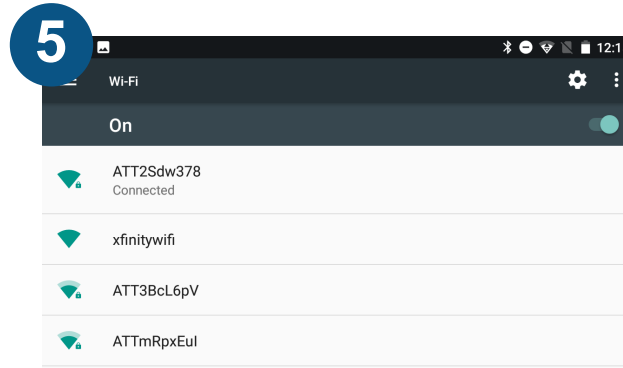 5
12:1
Wi-Fi
On
ATT2Sdw378
Connected
xfinitywifi
ATT3BcL6pV
ATTmRpxEuI